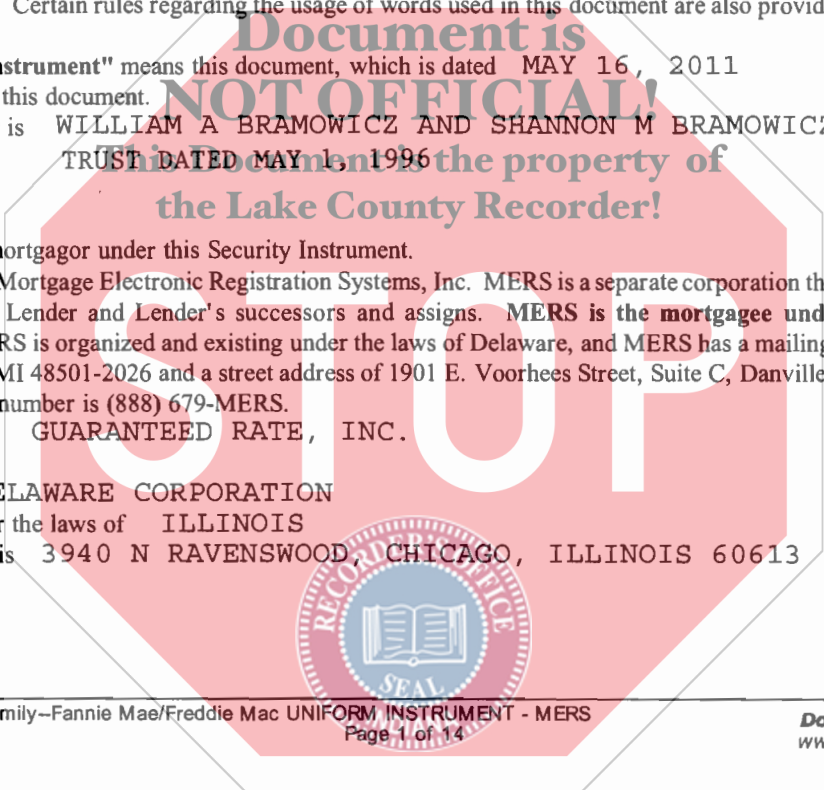 Certain rules regarding the usage of words used in this document are also provid
Document is
nstrument" means this document, which is dated MAY 16, 2011
this document.
NOT OFFICIAL!
is WILLIAM A BRAMOWICZ AND SHANNON M BRAMOWICZ
TRUST DATED MAY 1, 1996
This Document is the property of
the Lake County Recorder!
ortgagor under this Security Instrument.
Mortgage Electronic Registration Systems, Inc. MERS is a separate corporation th
Lender and Lender's successors and assigns. MERS is the mortgagee und
RS is organized and existing under the laws of Delaware, and MERS has a mailing
MI 48501-2026 and a street address of 1901 E. Voorhees Street, Suite C, Danville
number is (888) 679-MERS.
STOP
GUARANTEED RATE, INC.
ELAWARE CORPORATION
r the laws of ILLINOIS
is 3940 N RAVENSWOOD, CHICAGO, ILLINOIS 60613
RECORDER'S OFFICE
SEAL
INDIANA
mily–Fannie Mae/Freddie Mac UNIFORM INSTRUMENT - MERS
Page 1 of 14
Do
ww